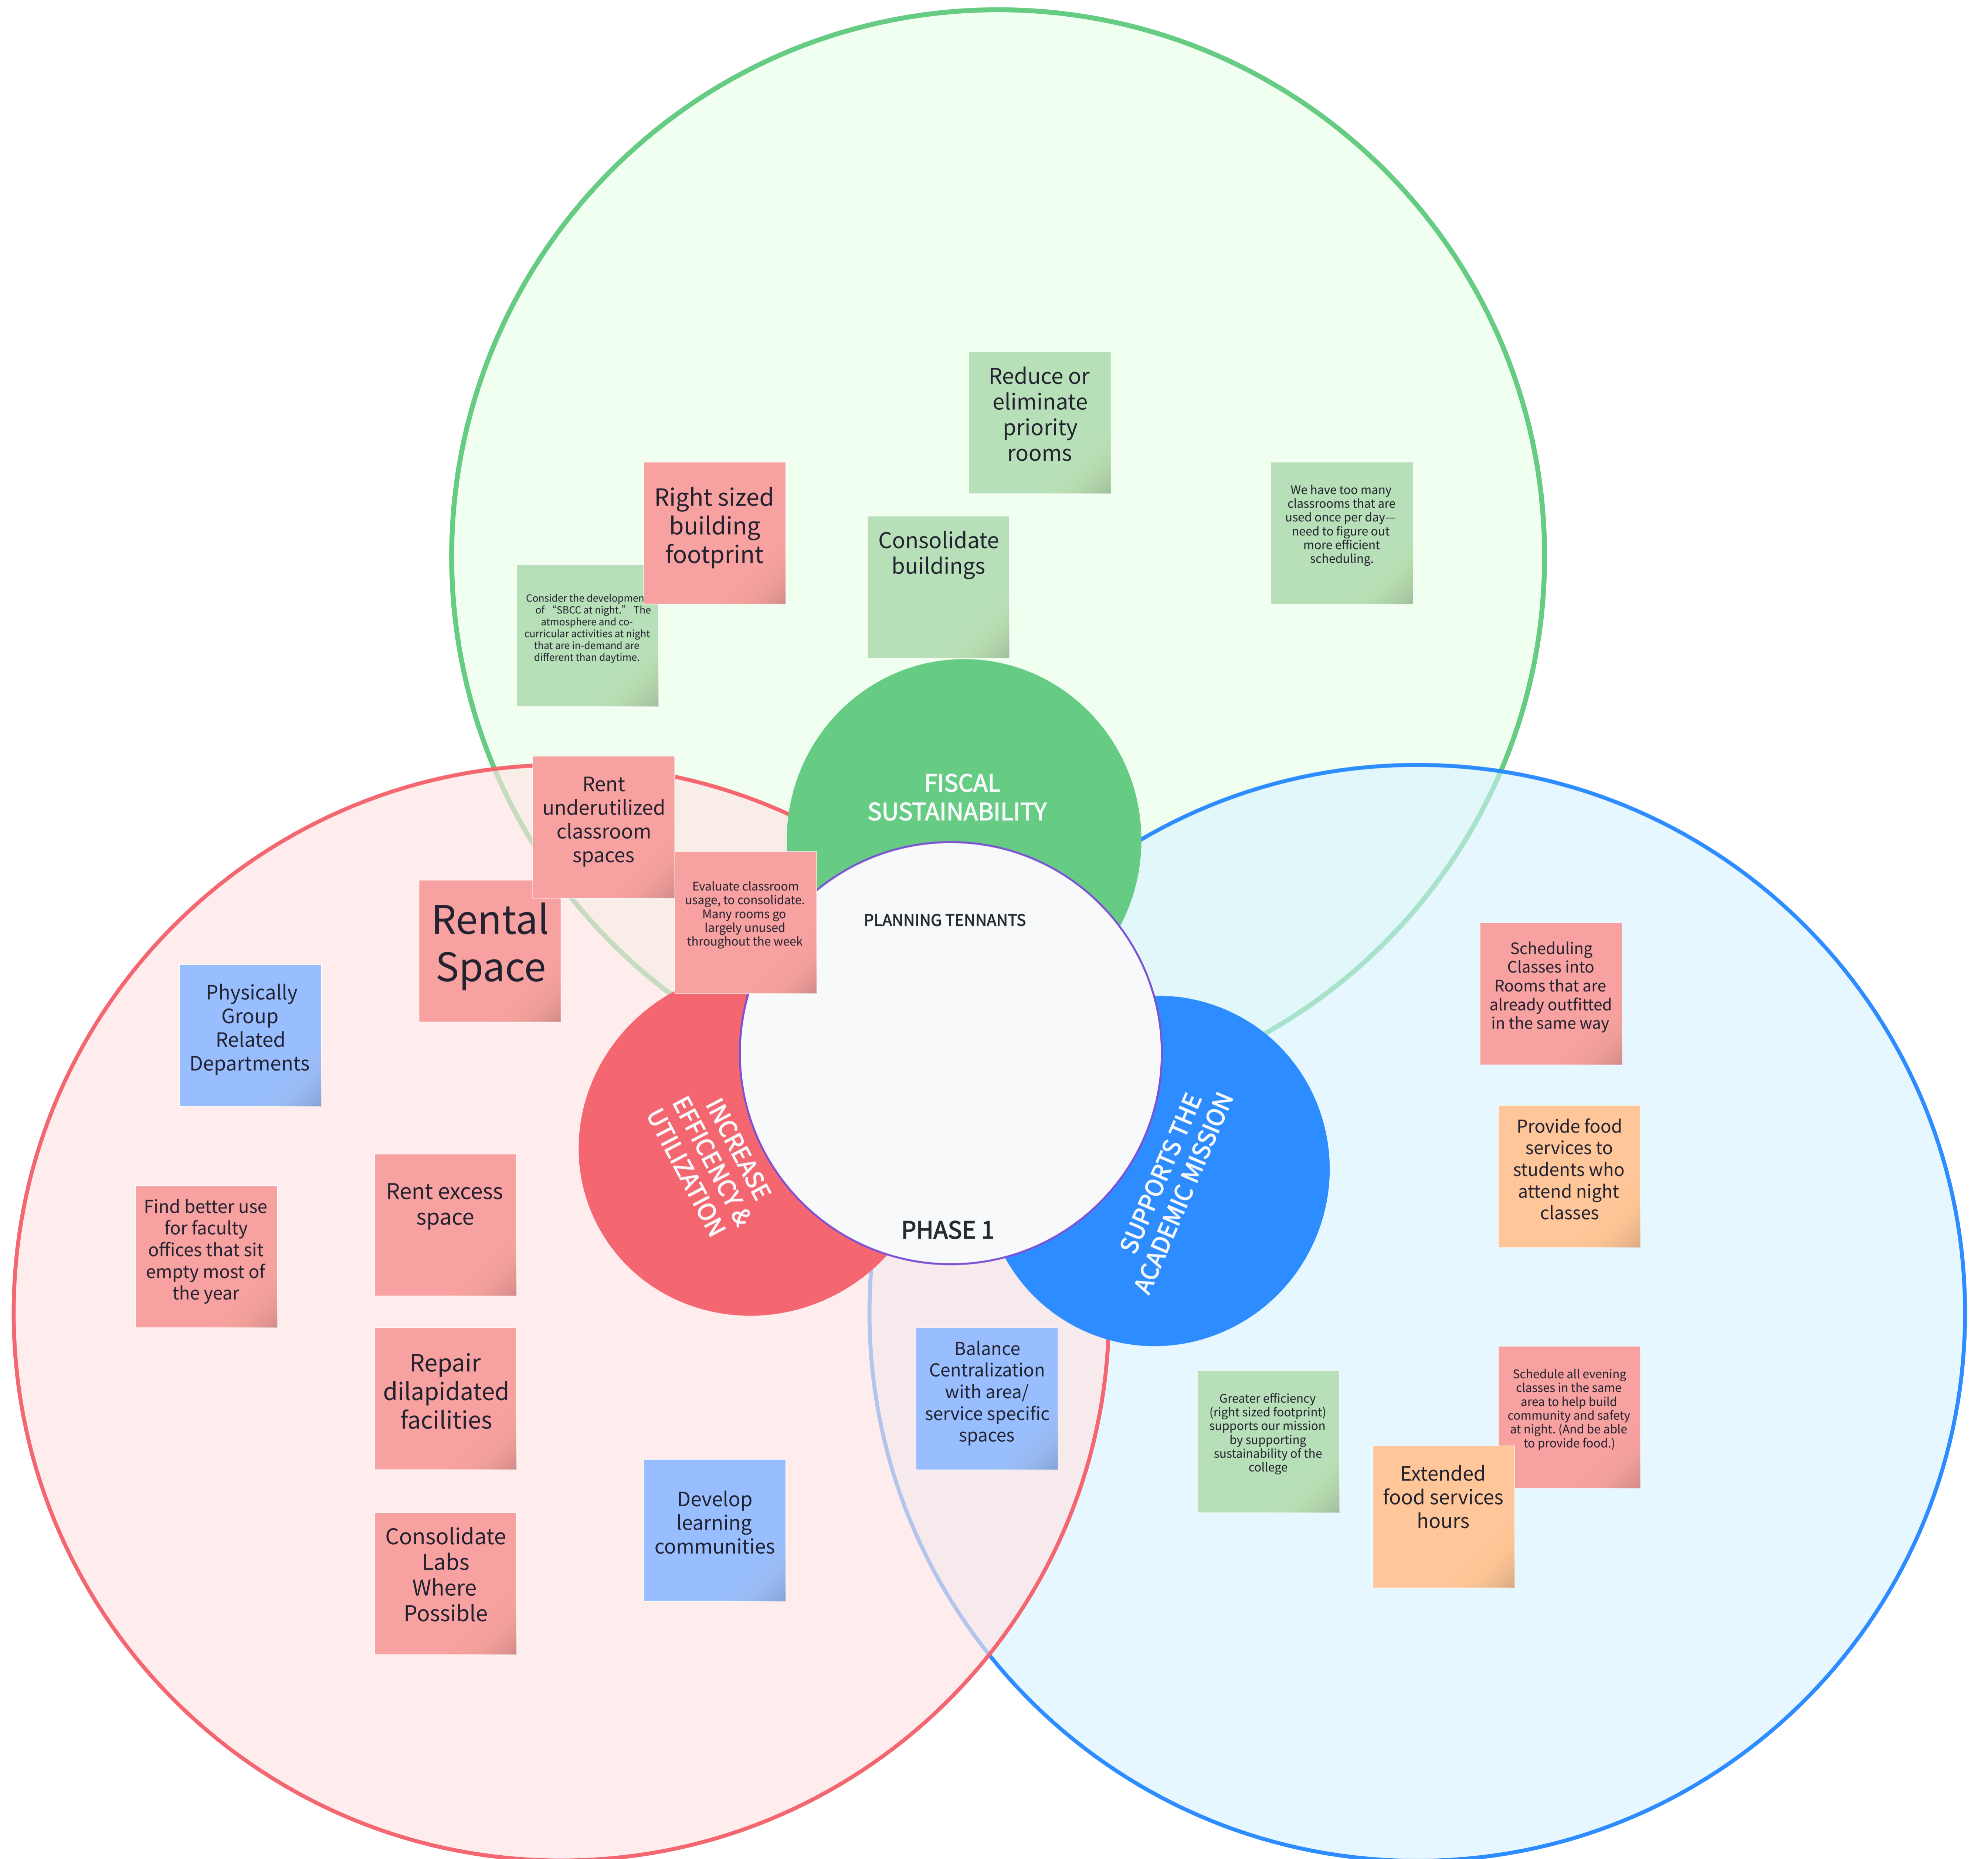 Reduce or
eliminate
priority
rooms
Right sized
building
footprint
We have too many
classrooms that are
used once per day—
need to figure out
more efficient
scheduling.
Consolidate
buildings
Consider the developmen
of “SBCC at night.” The
atmosphere and co-
curricular activities at night
that are in-demand are
different than daytime.
FISCAL
SUSTAINABILITY
Rent
underutilized
classroom
spaces
Evaluate classroom
usage, to consolidate.
Many rooms go
largely unused
throughout the week
Rental
Space
PLANNING TENNANTS
Physically
Group
Related
Departments
Scheduling
Classes into
Rooms that are
already outfitted
in the same way
INCREASE
EFFICENCY &
UTILIZATION
SUPPORTS THE
ACADEMIC MISSION
PHASE 1
Provide food
services to
students who
attend night
classes
Rent excess
space
Find better use
for faculty
offices that sit
empty most of
the year
Repair
dilapidated
facilities
Balance
Centralization
with area/
service specific
spaces
Greater efficiency
(right sized footprint)
supports our mission
by supporting
sustainability of the
college
Schedule all evening
classes in the same
area to help build
community and safety
at night. (And be able
to provide food.)
Extended
food services
hours
Develop
learning
communities
Consolidate
Labs
Where
Possible